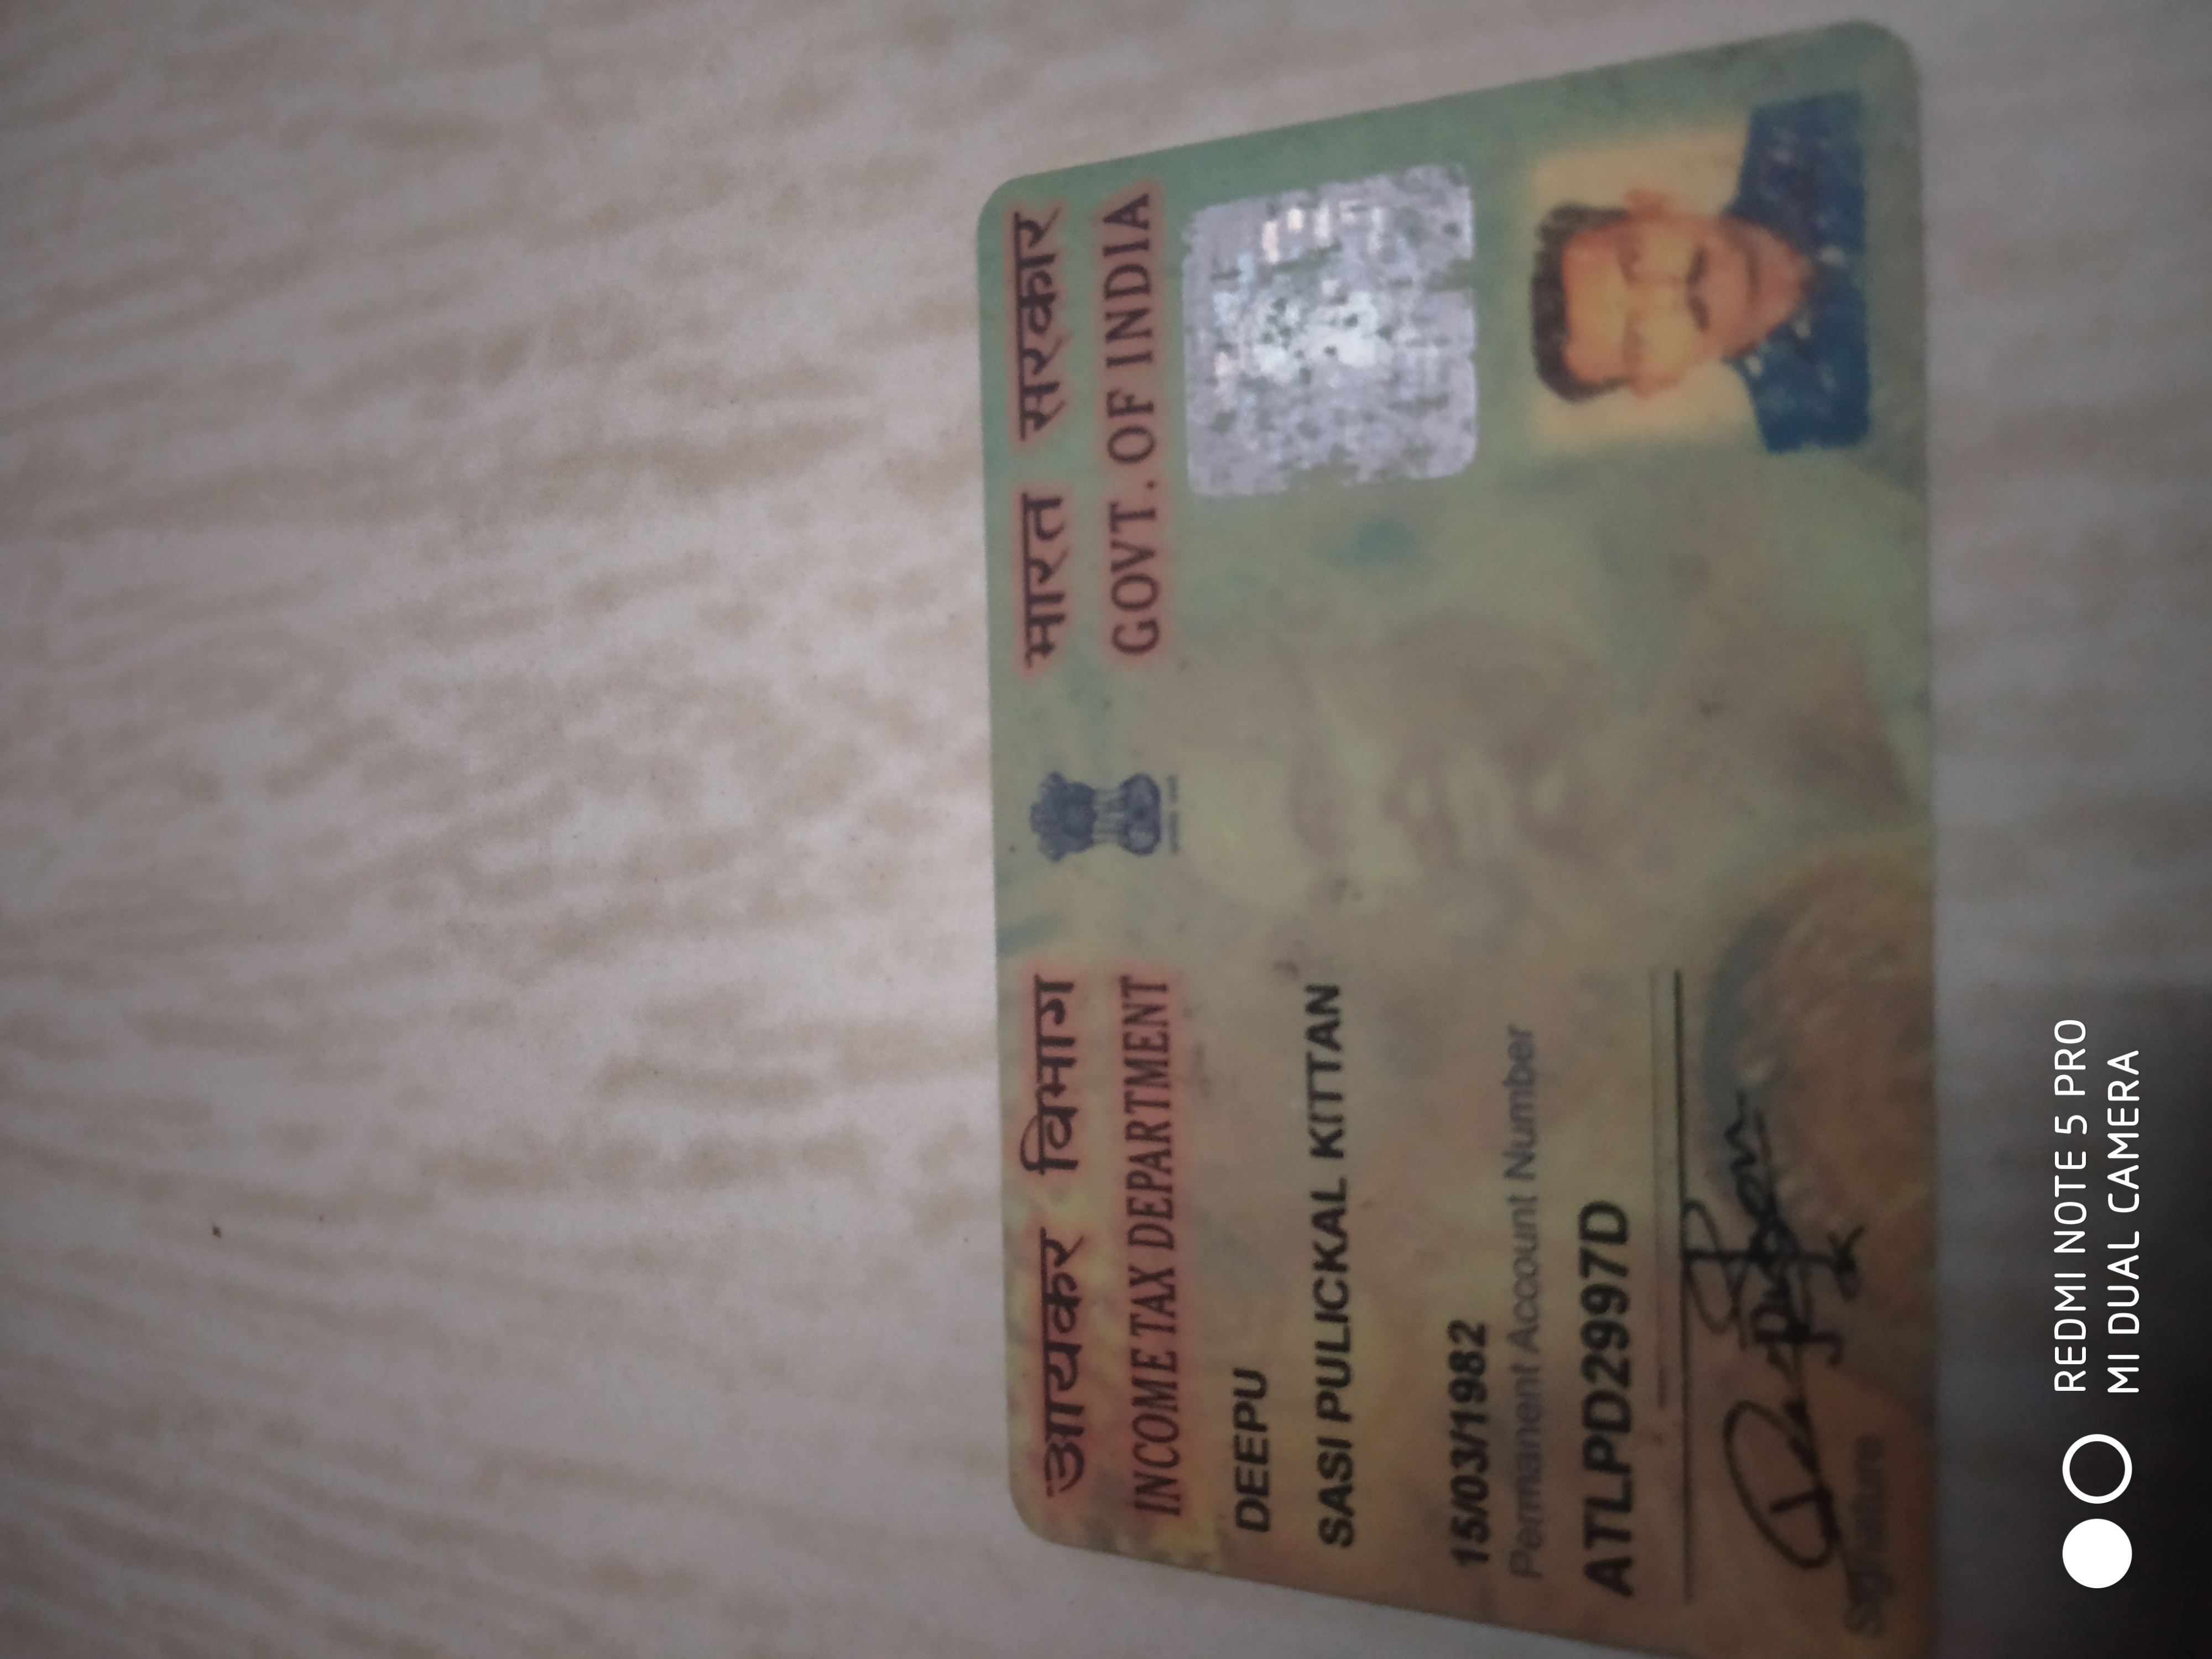 आयकर विभाग
INCOME TAX DEPARTMENT
भारत सरकार
GOVT. OF INDIA
DEEPU
SASI PULICKAL KITTAN
15/03/1982
Permanent Account Number
ATLPD2997D
Signature
REDMI NOTE 5 PRO
MI DUAL CAMERA